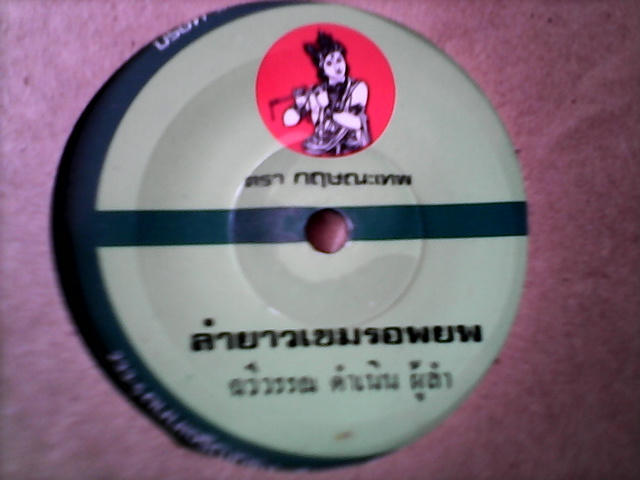 ตรา กฤษณะเทพ
ลำยาวเขมรอพยพ
ฉวีวรรณ ดำเนิน ผู้ลำ